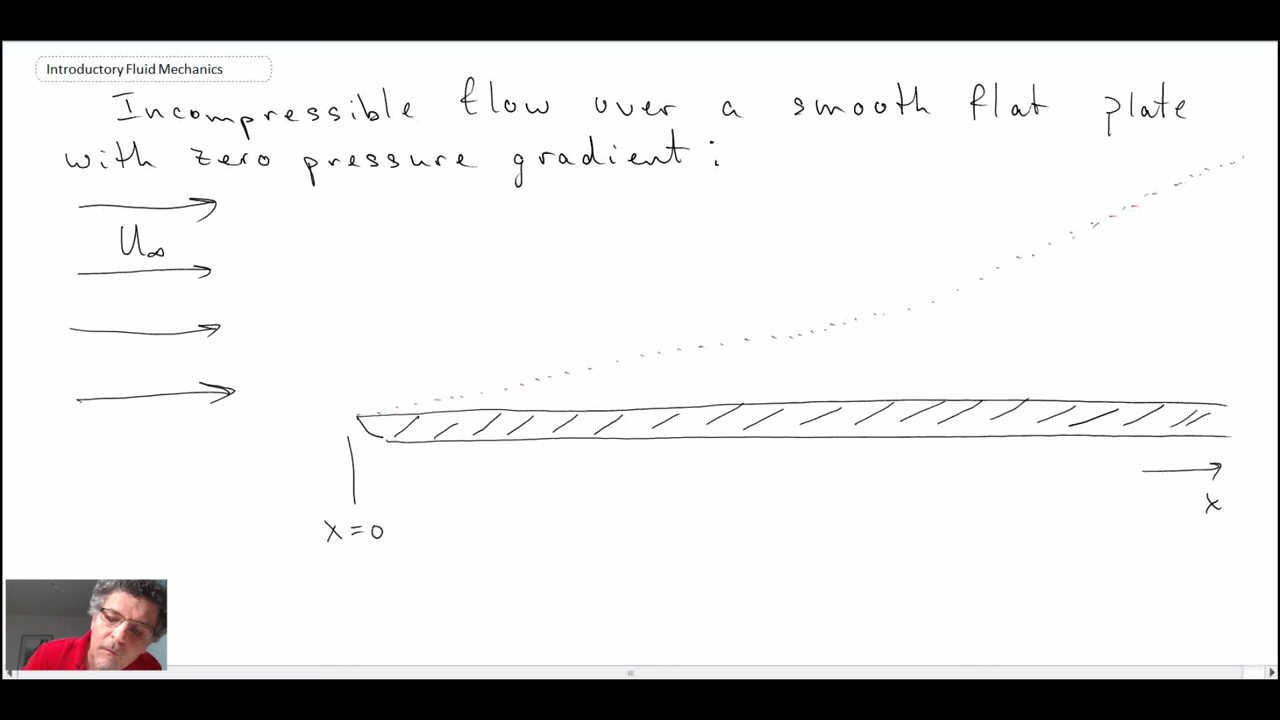 Introductory Fluid Mechanics
Incompressible flow over a smooth flat plate
with zero pressure gradient :
U∞
x
x = 0